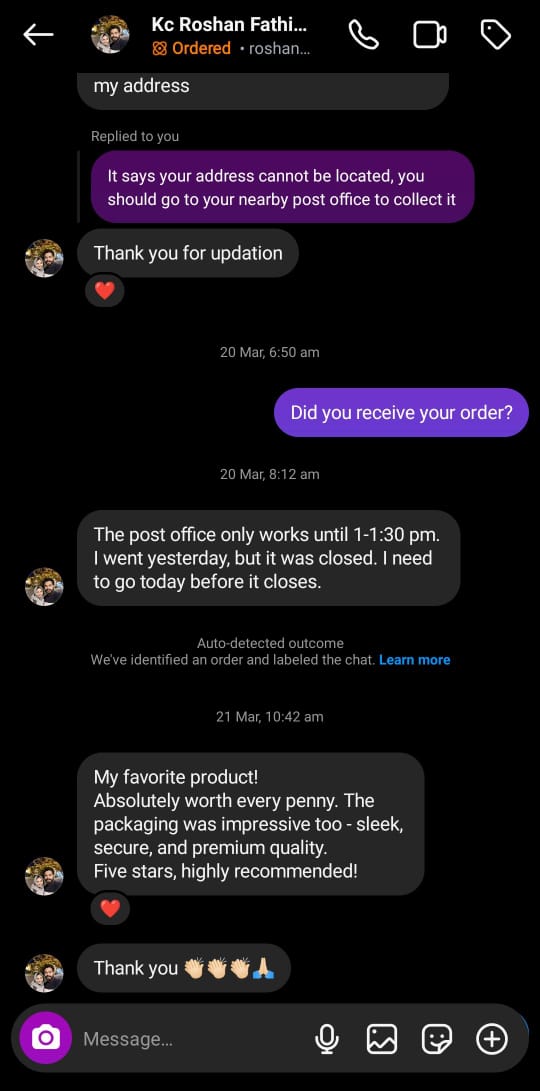 Kc Roshan Fathi...
Ordered • roshan...
my address
Replied to you
It says your address cannot be located, you
should go to your nearby post office to collect it
Thank you for updation
❤️
20 Mar, 6:50 am
Did you receive your order?
20 Mar, 8:12 am
The post office only works until 1-1:30 pm.
I went yesterday, but it was closed. I need
to go today before it closes.
Auto-detected outcome
We've identified an order and labeled the chat. Learn more
21 Mar, 10:42 am
My favorite product!
Absolutely worth every penny. The
packaging was impressive too - sleek,
secure, and premium quality.
Five stars, highly recommended!
❤️
Thank you 👏🏻👏🏻👏🏻🙏🏻
Message...